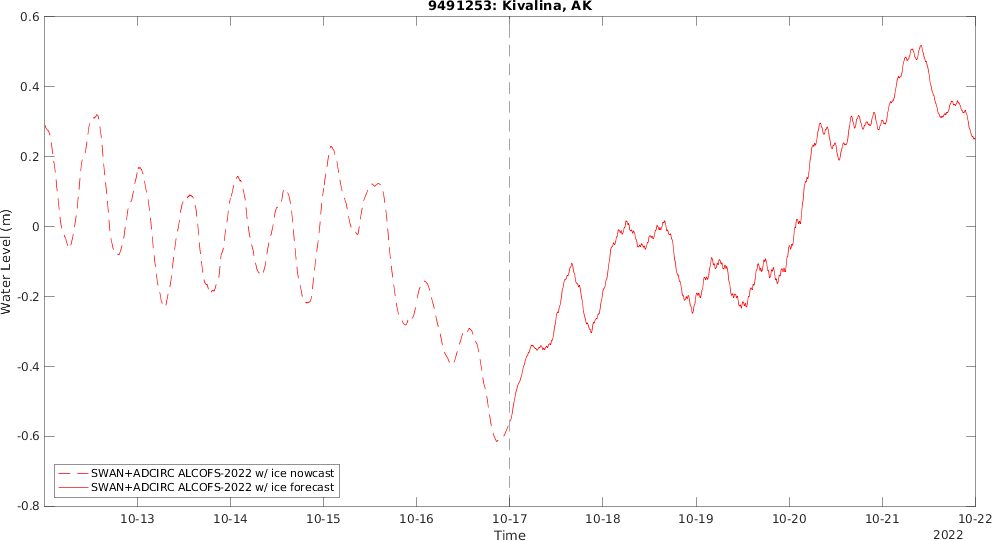 9491253: Kivalina, AK
0.6
0.4
0.2
0
-0.2
-0.4
-0.6
-0.8
Water Level (m)
SWAN+ADCIRC ALCOFS-2022 w/ ice nowcast
SWAN+ADCIRC ALCOFS-2022 w/ ice forecast
10-13 10-14 10-15 10-16 10-17 10-18 10-19 10-20 10-21 10-22
Time
2022